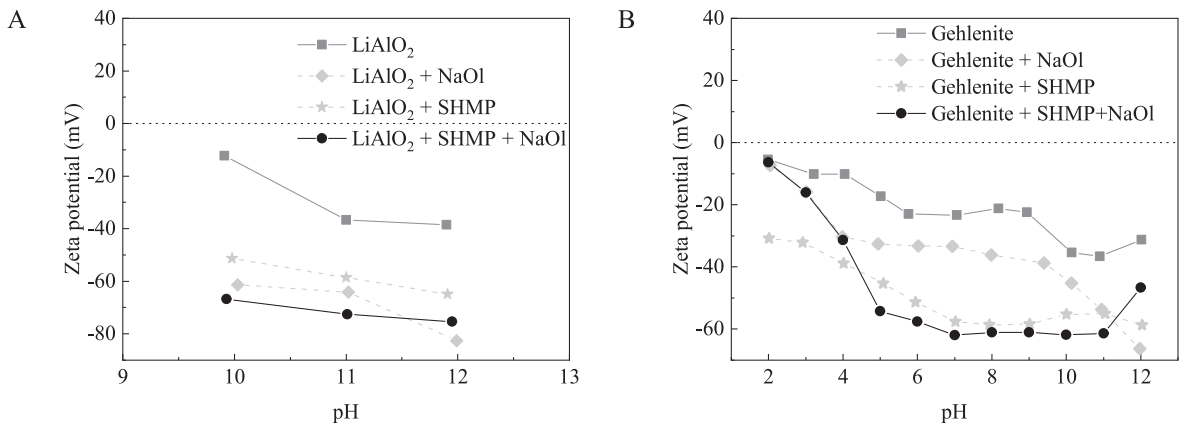 A
40
20
0
-20
-40
-60
-80
Zeta potential (mV)
LiAlO₂
LiAlO₂ + NaOl
LiAlO₂ + SHMP
LiAlO₂ + SHMP + NaOl
9 10 11 12 13
pH
B
40
20
0
-20
-40
-60
Zeta potential (mV)
Gehlenite
Gehlenite + NaOl
Gehlenite + SHMP
Gehlenite + SHMP+NaOl
2 4 6 8 10 12
pH